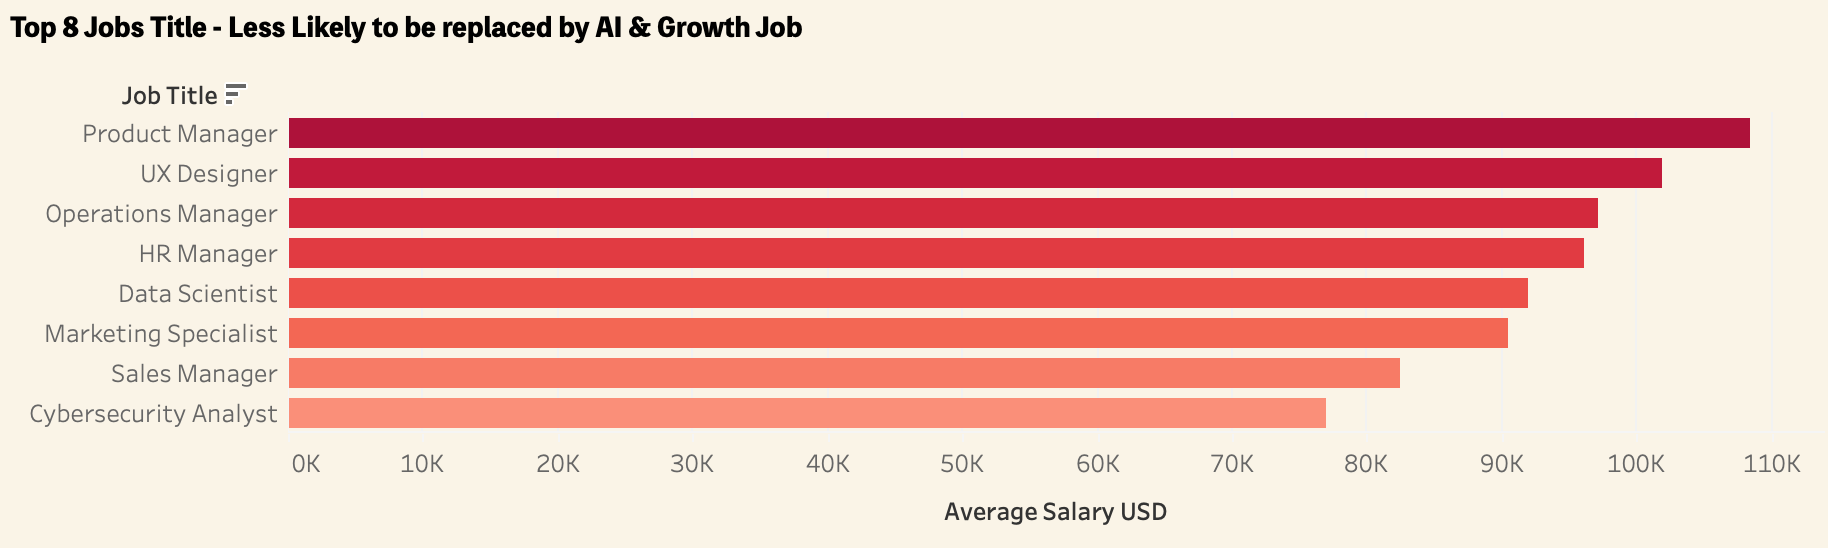 Top 8 Jobs Title - Less Likely to be replaced by AI & Growth Job
Job Title
Product Manager
UX Designer
Operations Manager
HR Manager
Data Scientist
Marketing Specialist
Sales Manager
Cybersecurity Analyst
0K 10K 20K 30K 40K 50K 60K 70K 80K 90K 100K 110K
Average Salary USD